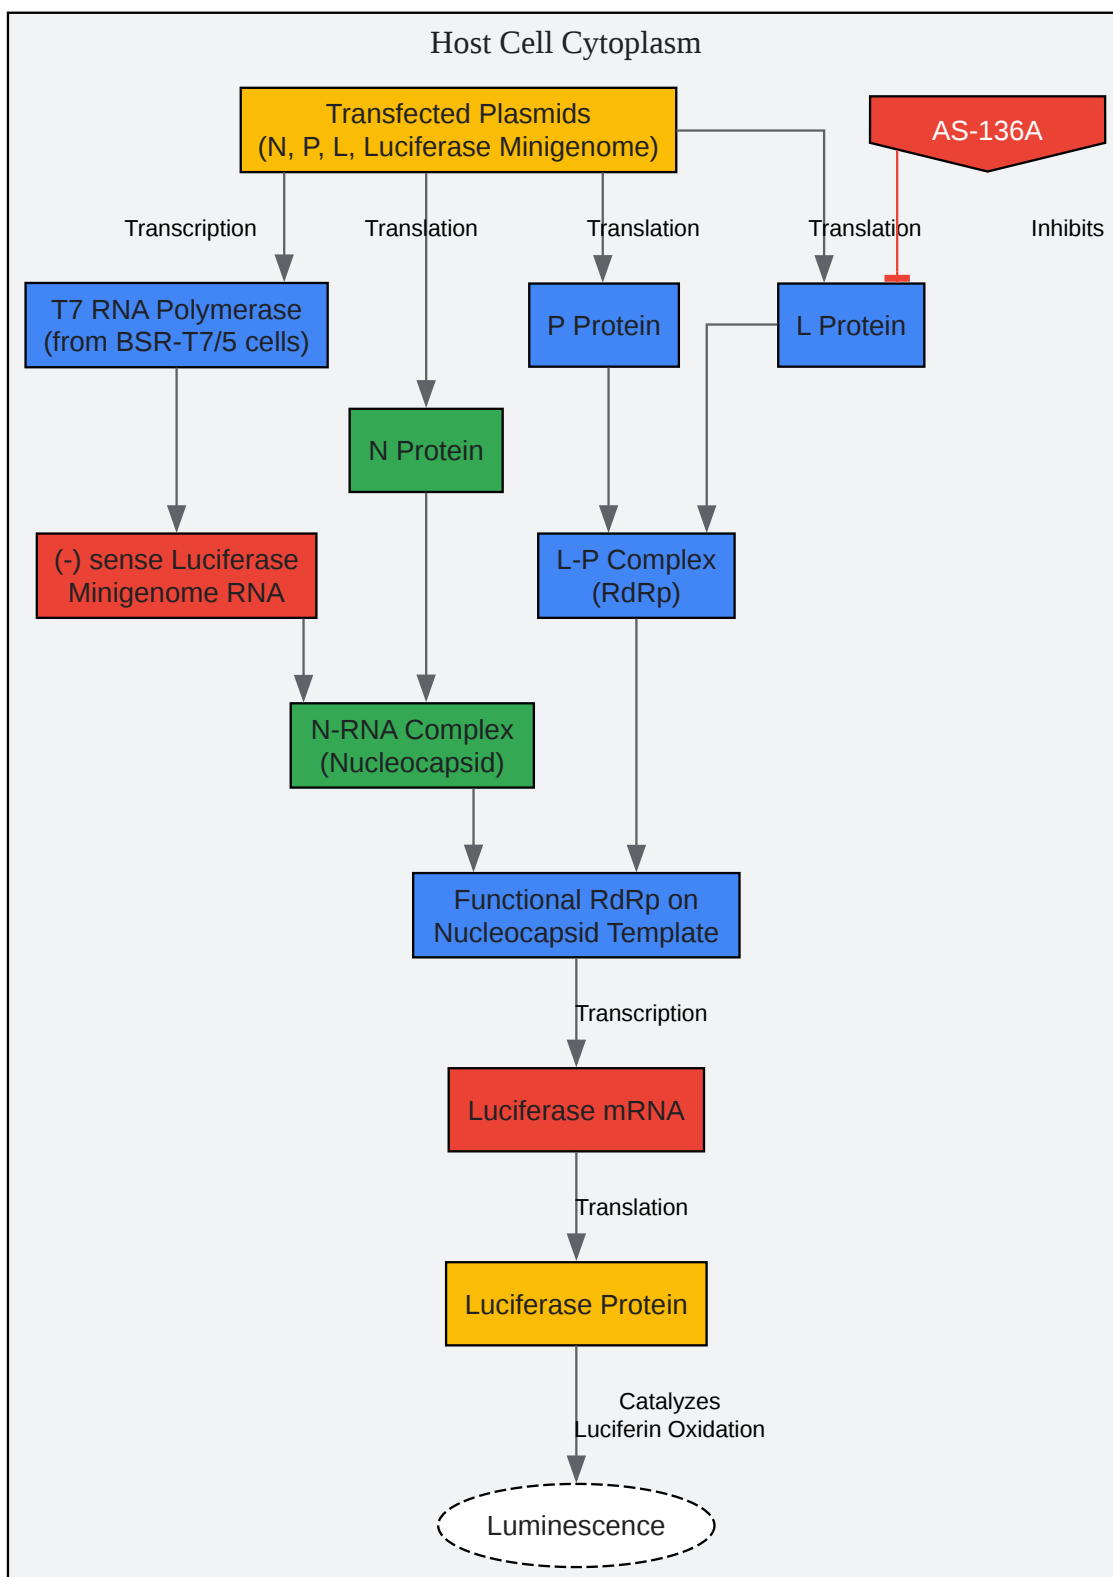 Host Cell Cytoplasm
Transfected Plasmids
(N, P, L, Luciferase Minigenome)
AS-136A
Transcription
Translation
Translation
Translation
Inhibits
T7 RNA Polymerase
(from BSR-T7/5 cells)
P Protein
L Protein
N Protein
(-) sense Luciferase
Minigenome RNA
L-P Complex
(RdRp)
N-RNA Complex
(Nucleocapsid)
Functional RdRp on
Nucleocapsid Template
Transcription
Luciferase mRNA
Translation
Luciferase Protein
Catalyzes
Luciferin Oxidation
Luminescence